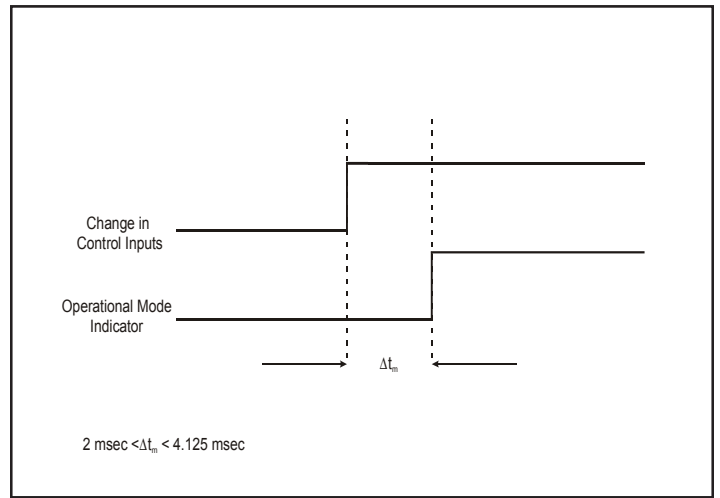 Change in
Control Inputs
Operational Mode
Indicator
Δtm
2 msec <Δtm < 4.125 msec